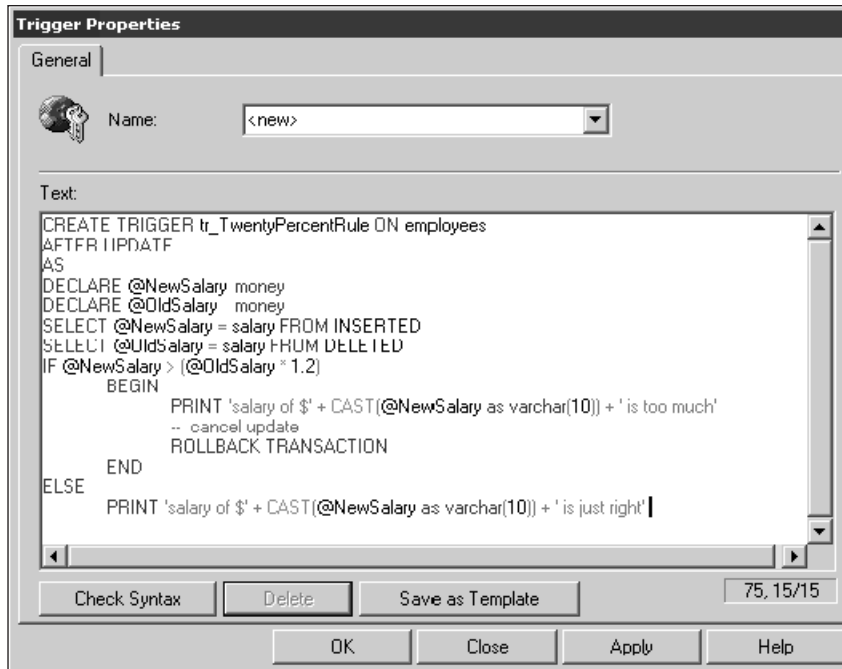 Trigger Properties
General
Name:
<new>
Text:
CREATE TRIGGER tr_TwentyPercentRule ON employees
AFTER UPDATE
AS
DECLARE @NewSalary money
DECLARE @OldSalary money
SELECT @NewSalary = salary FROM INSERTED
SELECT @OldSalary = salary FROM DELETED
IF @NewSalary > (@OldSalary * 1.2)
BEGIN
PRINT 'salary of $' + CAST(@NewSalary as varchar(10)) + ' is too much'
-- cancel update
ROLLBACK TRANSACTION
END
ELSE
PRINT 'salary of $' + CAST(@NewSalary as varchar(10)) + ' is just right'
Check Syntax Delete Save as Template 75, 15/15
OK Close Apply Help